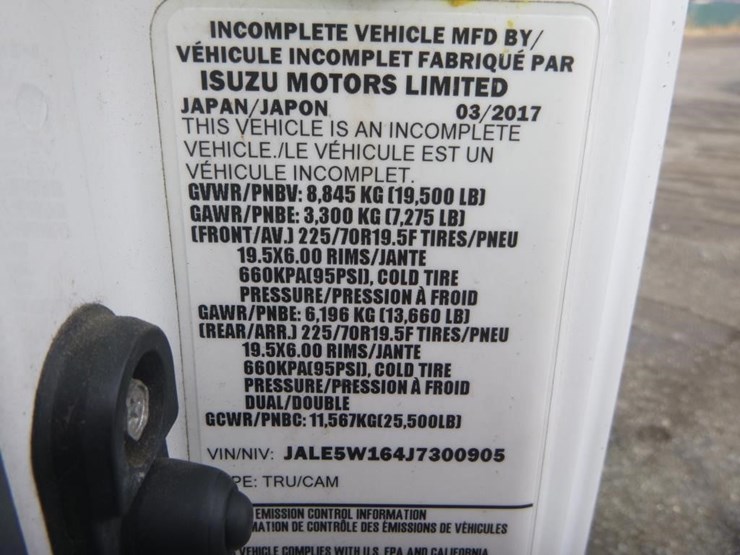 INCOMPLETE VEHICLE MFD BY/
VÉHICULE INCOMPLET FABRIQUÉ PAR
ISUZU MOTORS LIMITED
JAPAN/JAPON 03/2017
THIS VEHICLE IS AN INCOMPLETE
VEHICLE./LE VÉHICULE EST UN
VÉHICULE INCOMPLET.
GVWR/PNBV: 8,845 KG (19,500 LB)
GAWR/PNBE: 3,300 KG (7,275 LB)
(FRONT/AV.) 225/70R19.5F TIRES/PNEU
19.5X6.00 RIMS/JANTE
660KPA(95PSI), COLD TIRE
PRESSURE/PRESSION À FROID
GAWR/PNBE: 6,196 KG (13,660 LB)
(REAR/ARR.) 225/70R19.5F TIRES/PNEU
19.5X6.00 RIMS/JANTE
660KPA(95PSI), COLD TIRE
PRESSURE/PRESSION À FROID
DUAL/DOUBLE
GCWR/PNBC: 11,567KG(25,500LB)
VIN/NIV: JALE5W164J7300905
PE: TRU/CAM
EMISSION CONTROL INFORMATION
MATION DE CONTRÔLE DES ÉMISSIONS DE VÉHICULES
VEHICLE COMPLIES WITH U.S. EPA AND CALIFORNIA